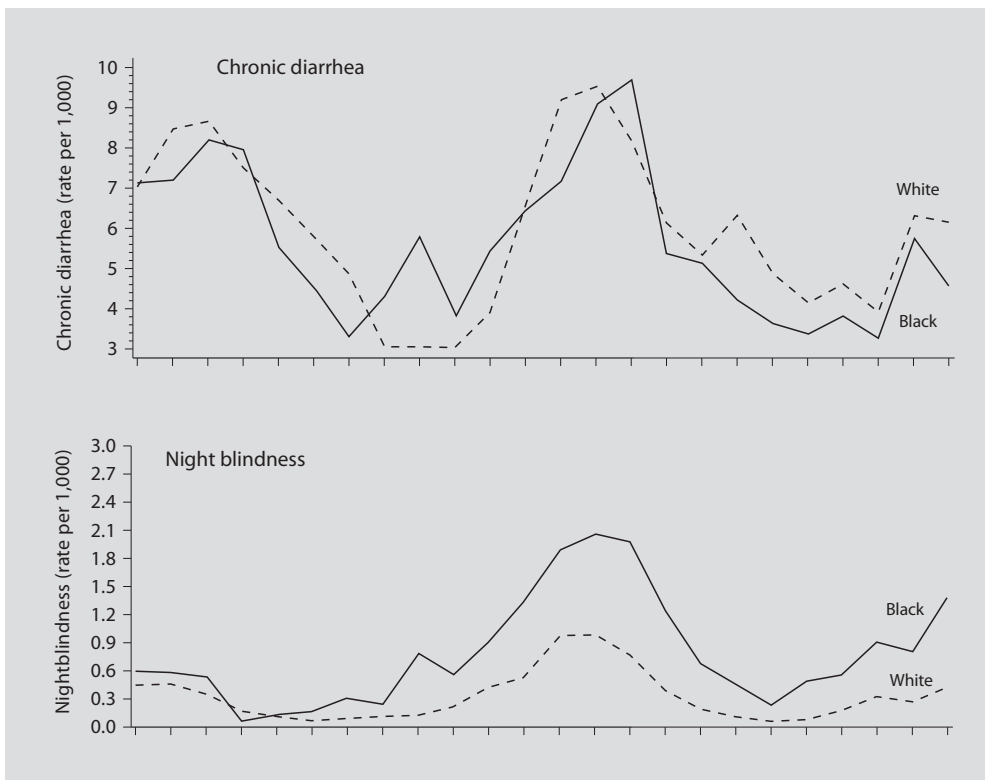 Chronic diarrhea
Chronic diarrhea (rate per 1,000)
10
9
8
7
6
5
4
3
White
Black
Night blindness
Nightblindness (rate per 1,000)
3.0
2.7
2.4
2.1
1.8
1.5
1.2
0.9
0.6
0.3
0.0
Black
White